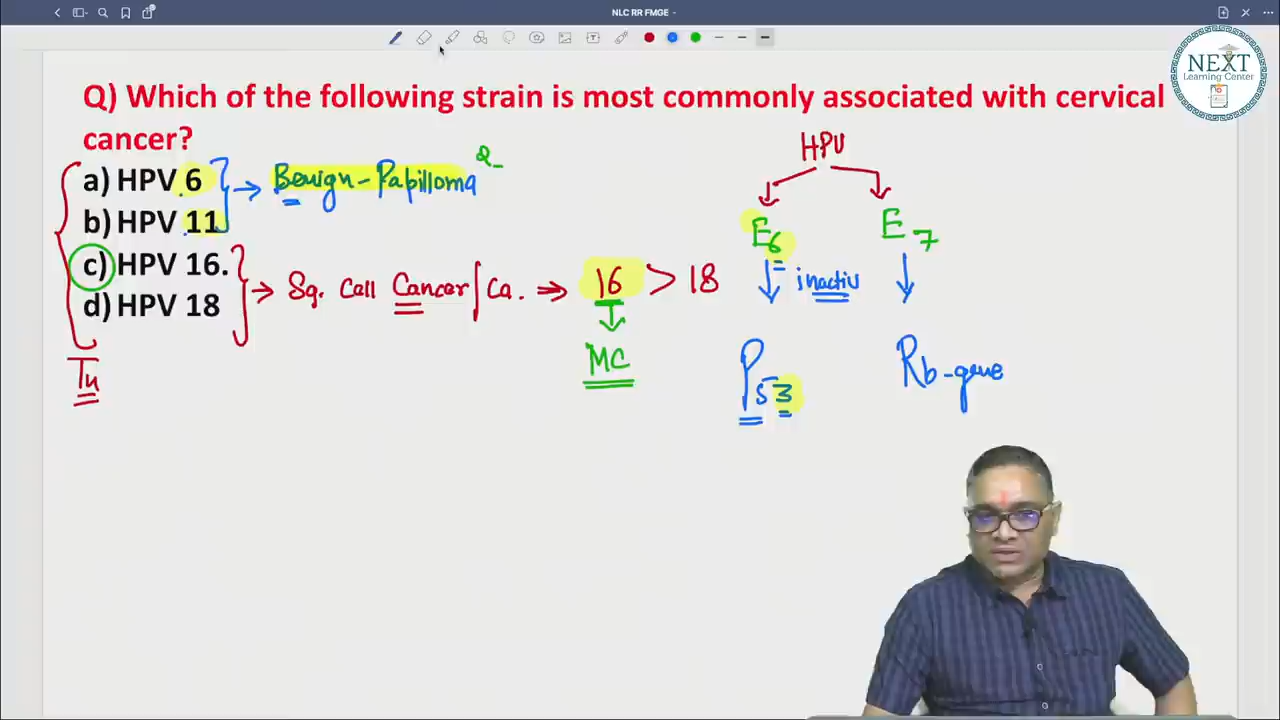 NLC RR FMGE
NEXT
Learning Center
Q) Which of the following strain is most commonly associated with cervical
cancer?
a) HPV 6
b) HPV 11
c) HPV 16.
d) HPV 18
Benign-Papilloma
Sq. Cell Cancer/Ca. ⇒ 16 > 18
MC
HPV
E6
E7
inactiv
P53
Rb-gene